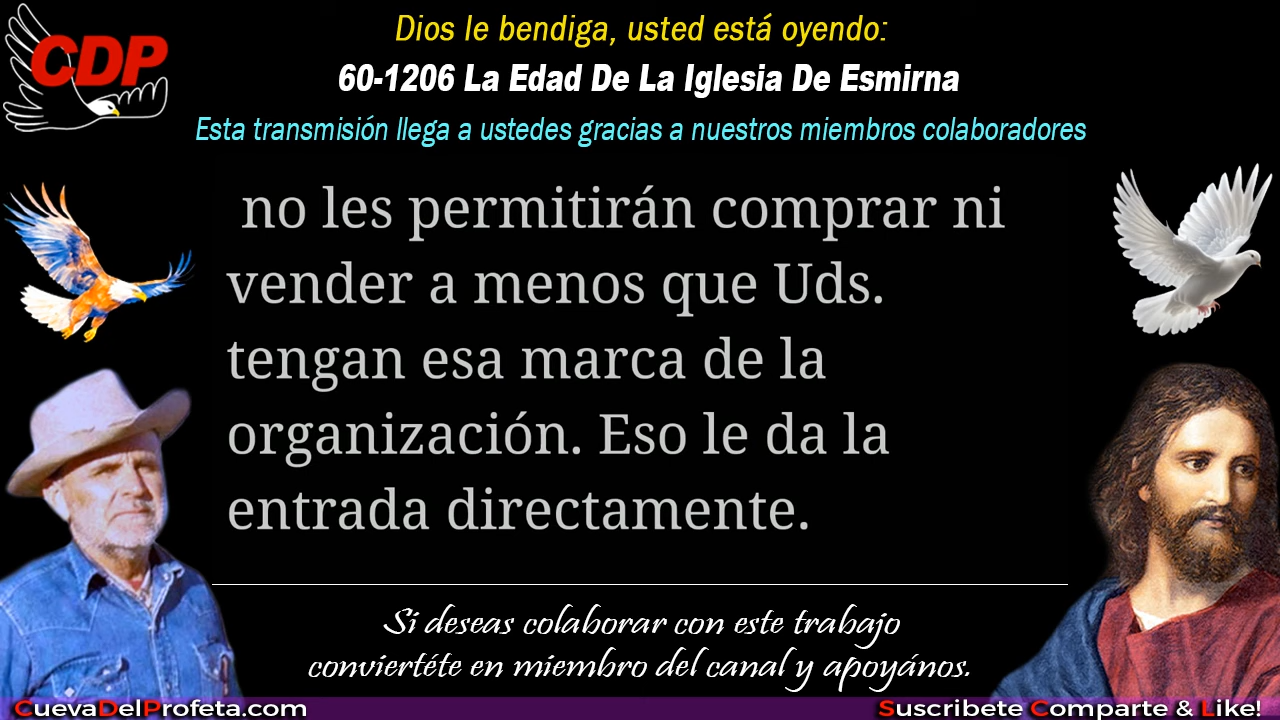 CDP
Dios le bendiga, usted está oyendo:
60-1206 La Edad De La Iglesia De Esmirna
Esta transmisión llega a ustedes gracias a nuestros miembros colaboradores
no les permitirán comprar ni
vender a menos que Uds.
tengan esa marca de la
organización. Eso le da la
entrada directamente.
Si deseas colaborar con este trabajo
conviertéte en miembro del canal y apoyános.
CuevaDelProfeta.com
Suscribete Comparte & Like!